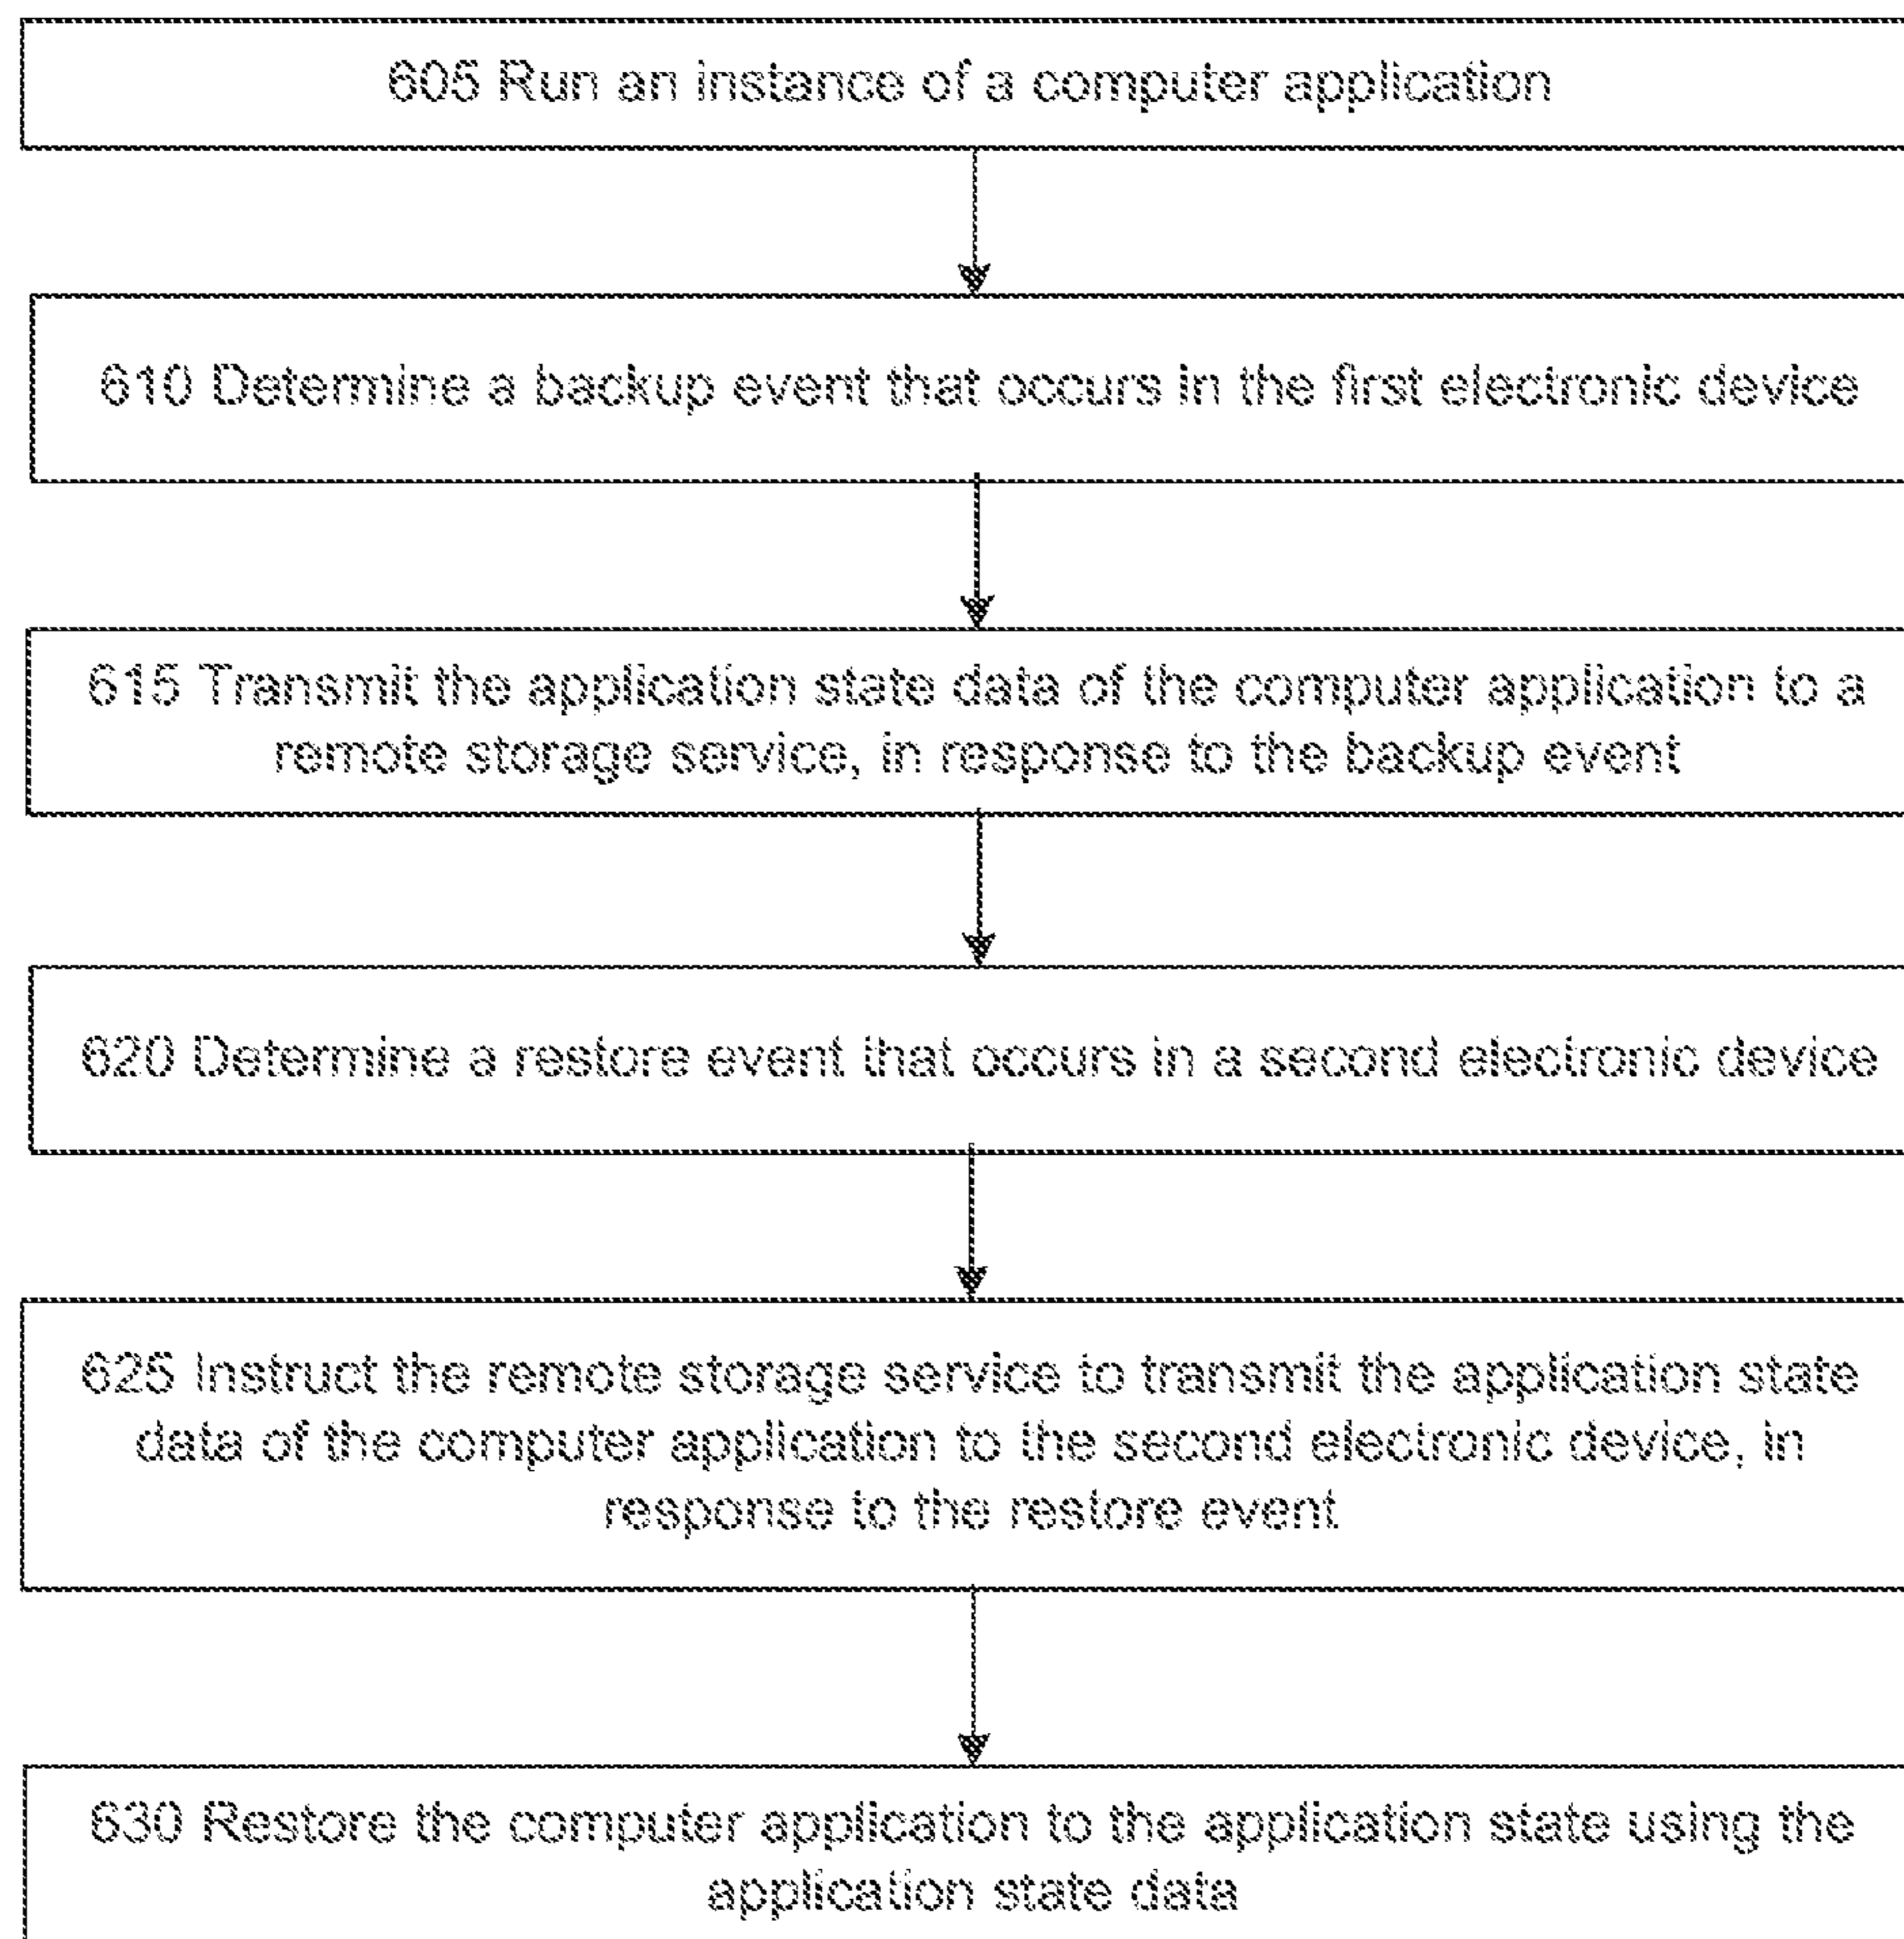 605 Run an instance of a computer application
610 Determine a backup event that occurs in the first electronic device
615 Transmit the application state data of the computer application to a
remote storage service, in response to the backup event
620 Determine a restore event that occurs in a second electronic device
625 Instruct the remote storage service to transmit the application state
data of the computer application to the second electronic device, in
response to the restore event
630 Restore the computer application to the application state using the
application state data